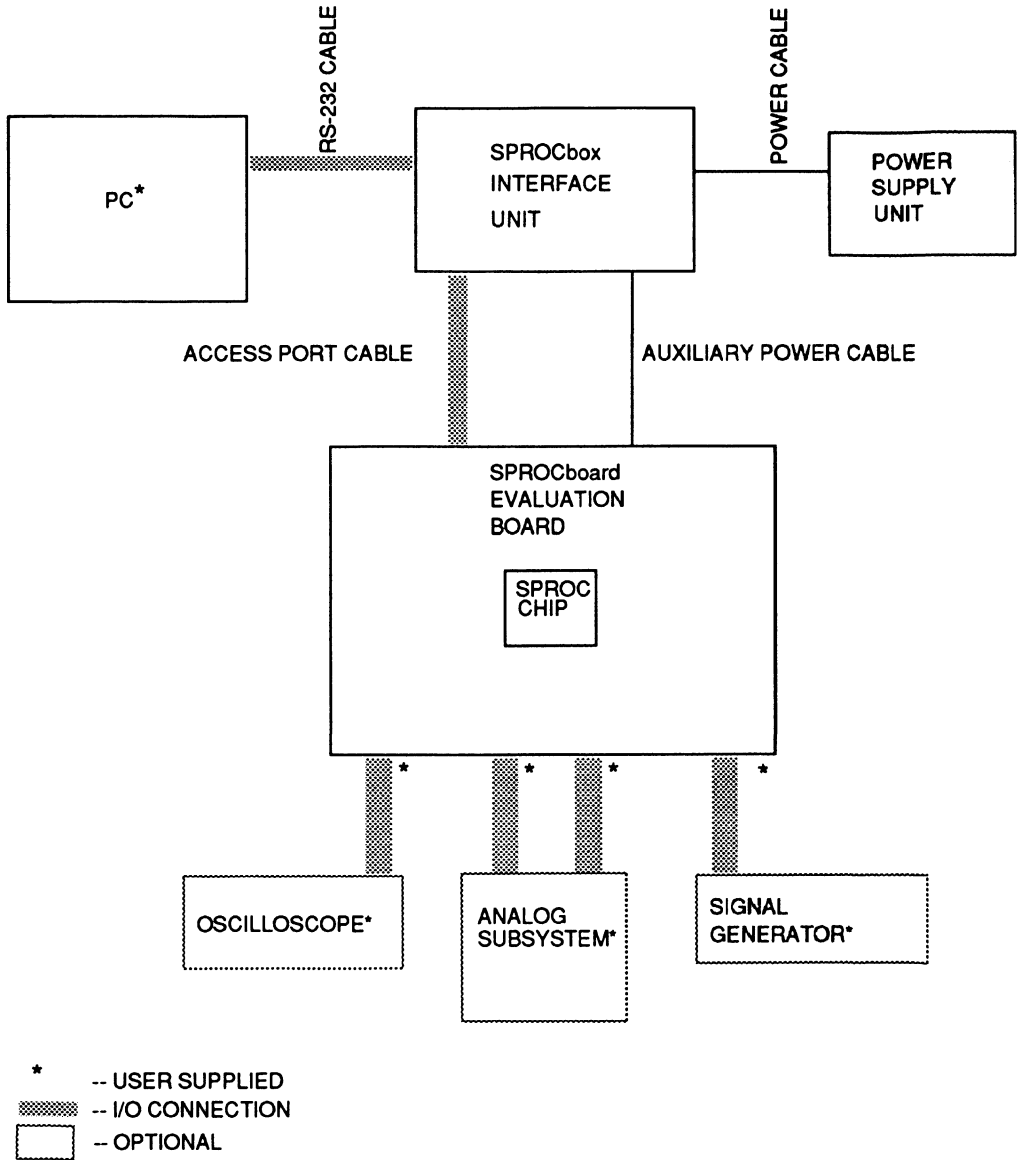 RS-232 CABLE
POWER CABLE
PC*
SPROCbox
INTERFACE
UNIT
POWER
SUPPLY
UNIT
ACCESS PORT CABLE
AUXILIARY POWER CABLE
SPROCboard
EVALUATION
BOARD
SPROC
CHIP
* * * *
OSCILLOSCOPE*
ANALOG
SUBSYSTEM*
SIGNAL
GENERATOR*
* -- USER SUPPLIED
-- I/O CONNECTION
-- OPTIONAL